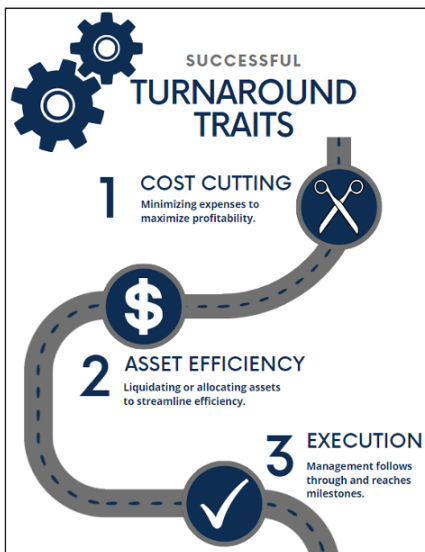 SUCCESSFUL
TURNAROUND
TRAITS
1 COST CUTTING
Minimizing expenses to
maximize profitability.
$
2 ASSET EFFICIENCY
Liquidating or allocating assets
to streamline efficiency.
3 EXECUTION
Management follows
through and reaches
milestones.